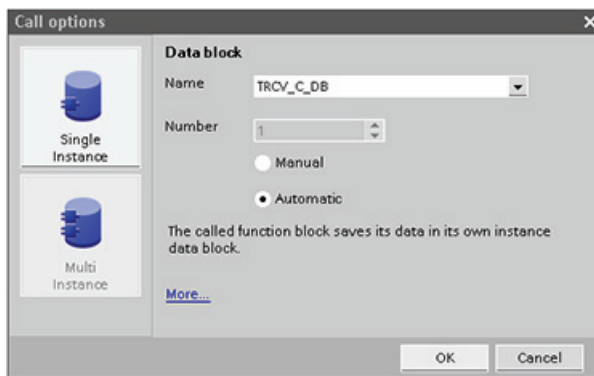 Call options
Single
Instance
Multi
Instance
Data block
Name
TRCV_C_DB
Number
1
Manual
Automatic
The called function block saves its data in its own instance
data block.
More...
OK
Cancel